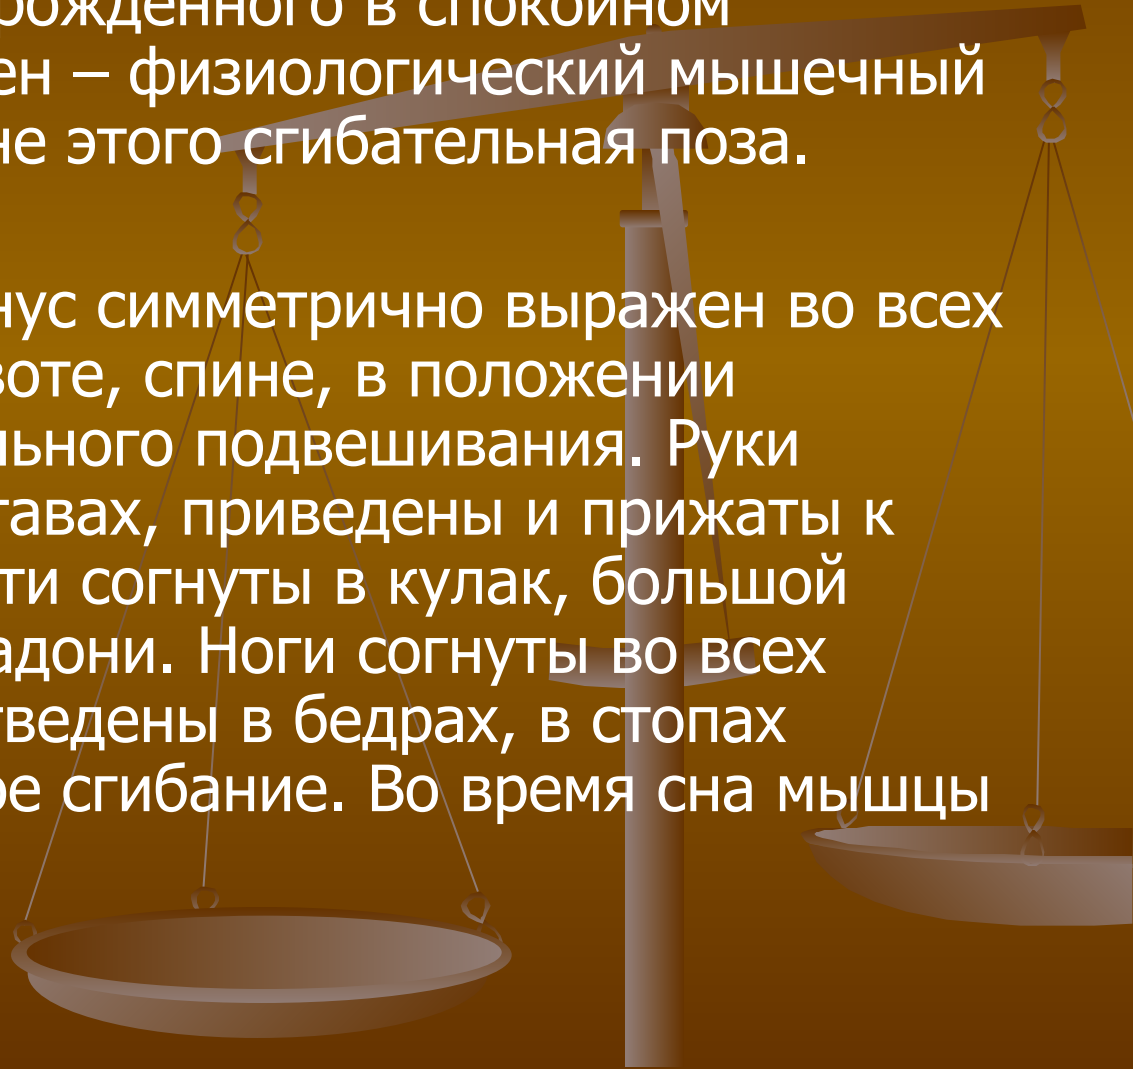 рожденного в спокойном
ен – физиологический мышечный
не этого сгибательная поза.
нус симметрично выражен во всех
воте, спине, в положении
льного подвешивания. Руки
тавах, приведены и прижаты к
ти согнуты в кулак, большой
адони. Ноги согнуты во всех
тведены в бедрах, в стопах
ое сгибание. Во время сна мышцы